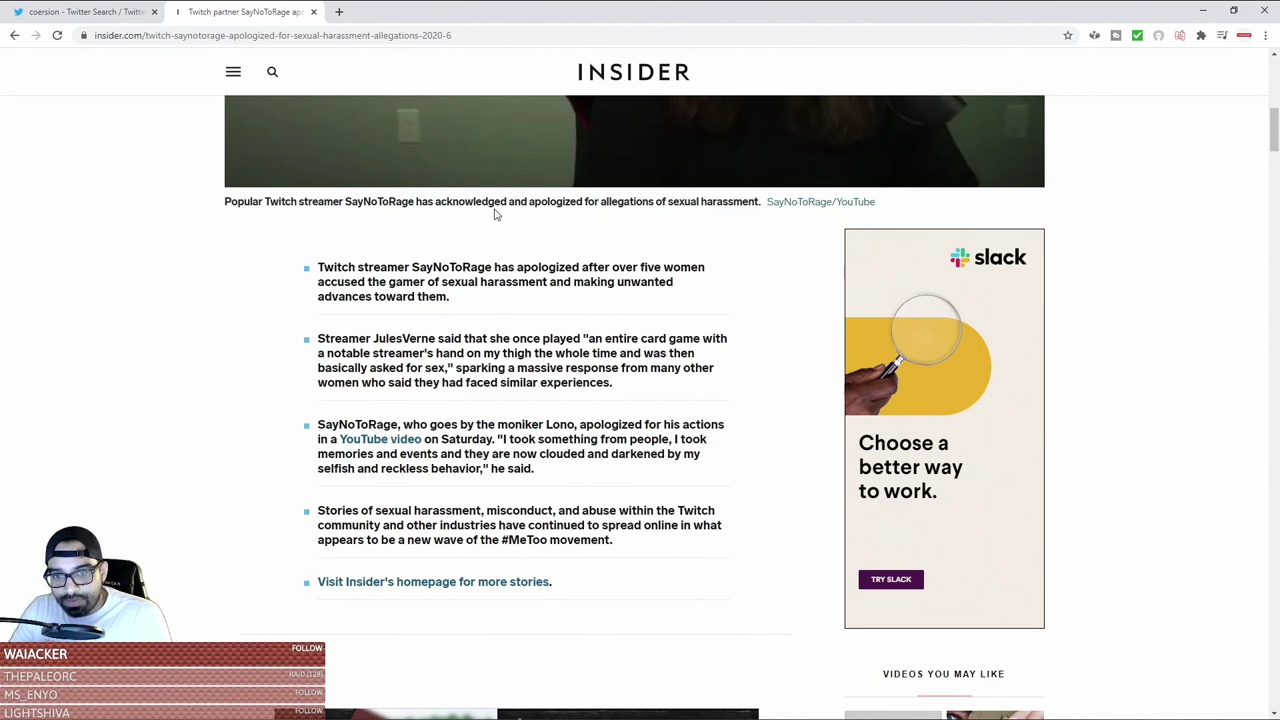 coersion - Twitter Search / Twitte
Twitch partner SayNoToRage apo
insider.com/twitch-saynotorage-apologized-for-sexual-harassment-allegations-2020-6
INSIDER
Popular Twitch streamer SayNoToRage has acknowledged and apologized for allegations of sexual harassment. SayNoToRage/YouTube
Twitch streamer SayNoToRage has apologized after over five women
accused the gamer of sexual harassment and making unwanted
advances toward them.
Streamer JulesVerne said that she once played "an entire card game with
a notable streamer's hand on my thigh the whole time and was then
basically asked for sex," sparking a massive response from many other
women who said they had faced similar experiences.
SayNoToRage, who goes by the moniker Lono, apologized for his actions
in a YouTube video on Saturday. "I took something from people, I took
memories and events and they are now clouded and darkened by my
selfish and reckless behavior," he said.
Stories of sexual harassment, misconduct, and abuse within the Twitch
community and other industries have continued to spread online in what
appears to be a new wave of the #MeToo movement.
Visit Insider's homepage for more stories.
slack
Choose a
better way
to work.
TRY SLACK
VIDEOS YOU MAY LIKE
WAIACKER FOLLOW
THEPALEORC RAID (128)
MS_ENYO FOLLOW
LIGHTSHIVA FOLLOW